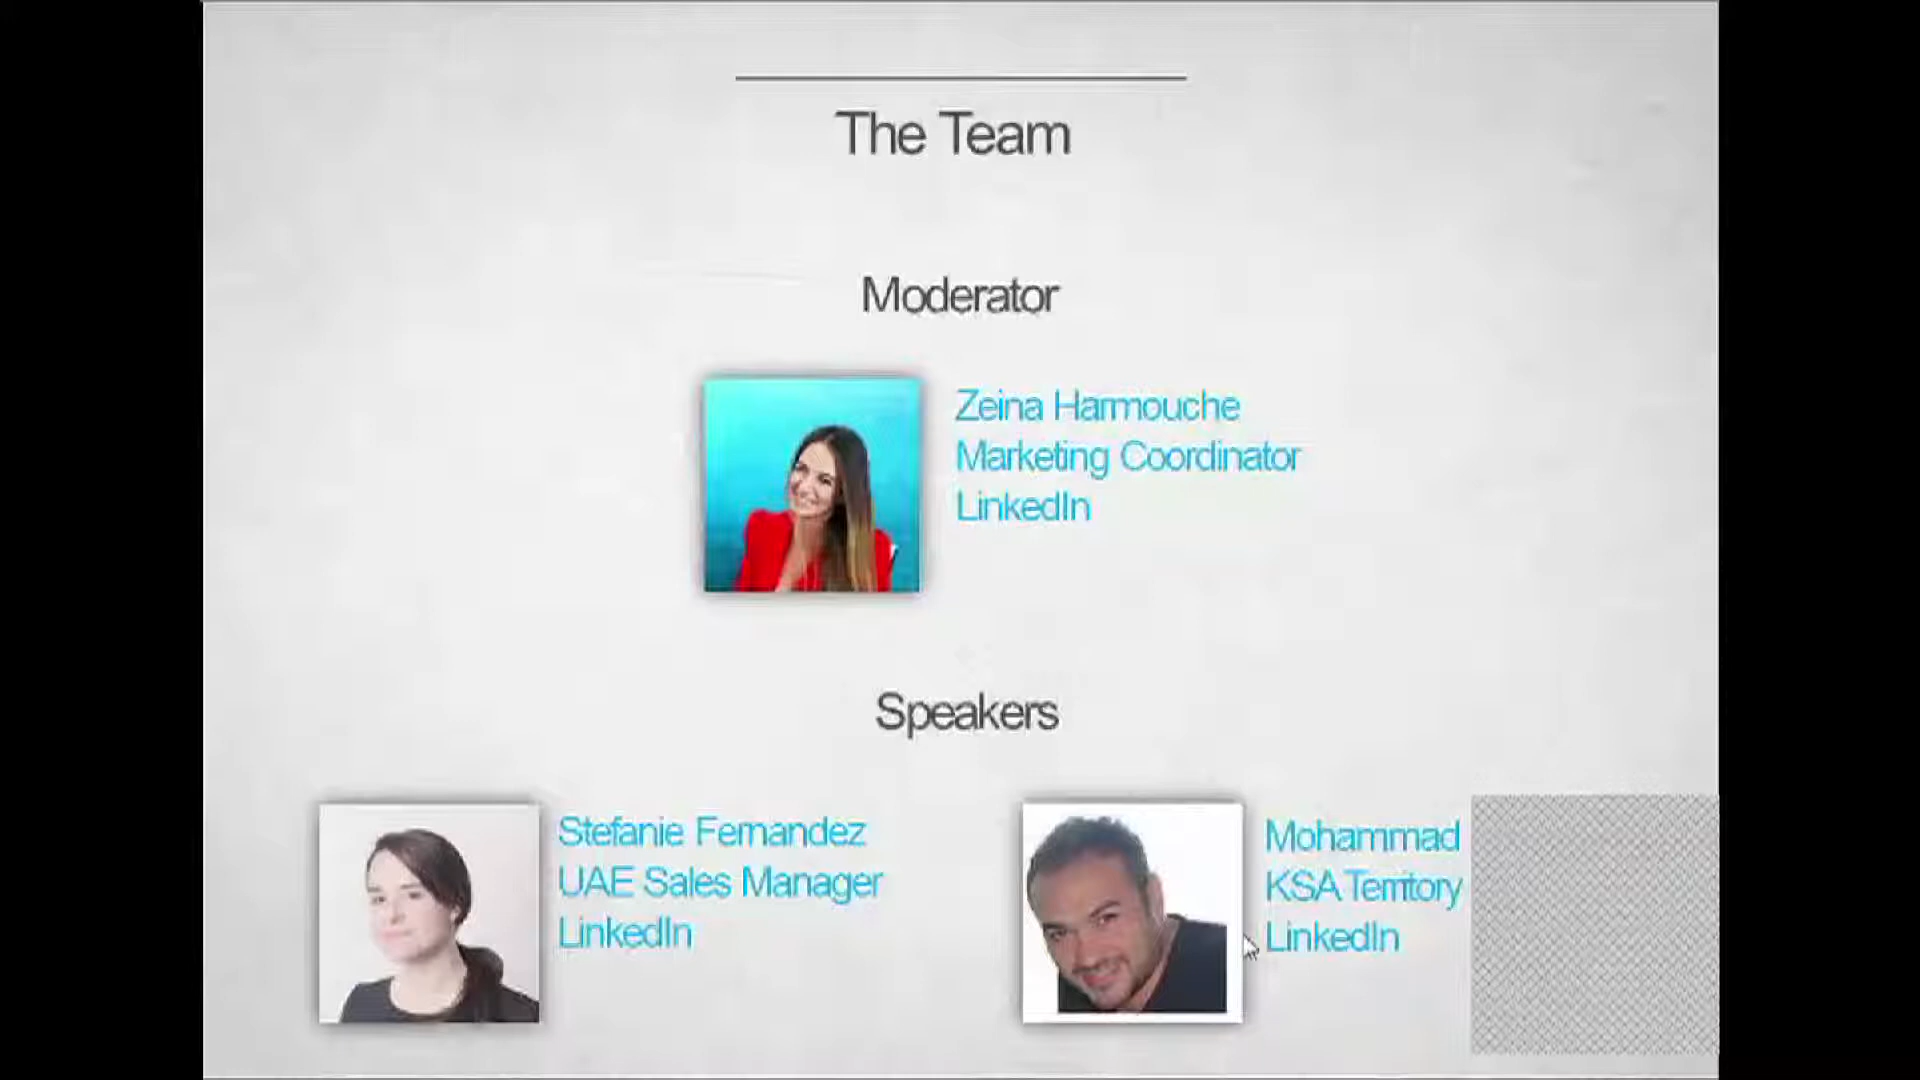 The Team
Moderator
Zeina Harmouche
Marketing Coordinator
LinkedIn
Speakers
Stefanie Fernandez
UAE Sales Manager
LinkedIn
Mohammad
KSA Territory
LinkedIn